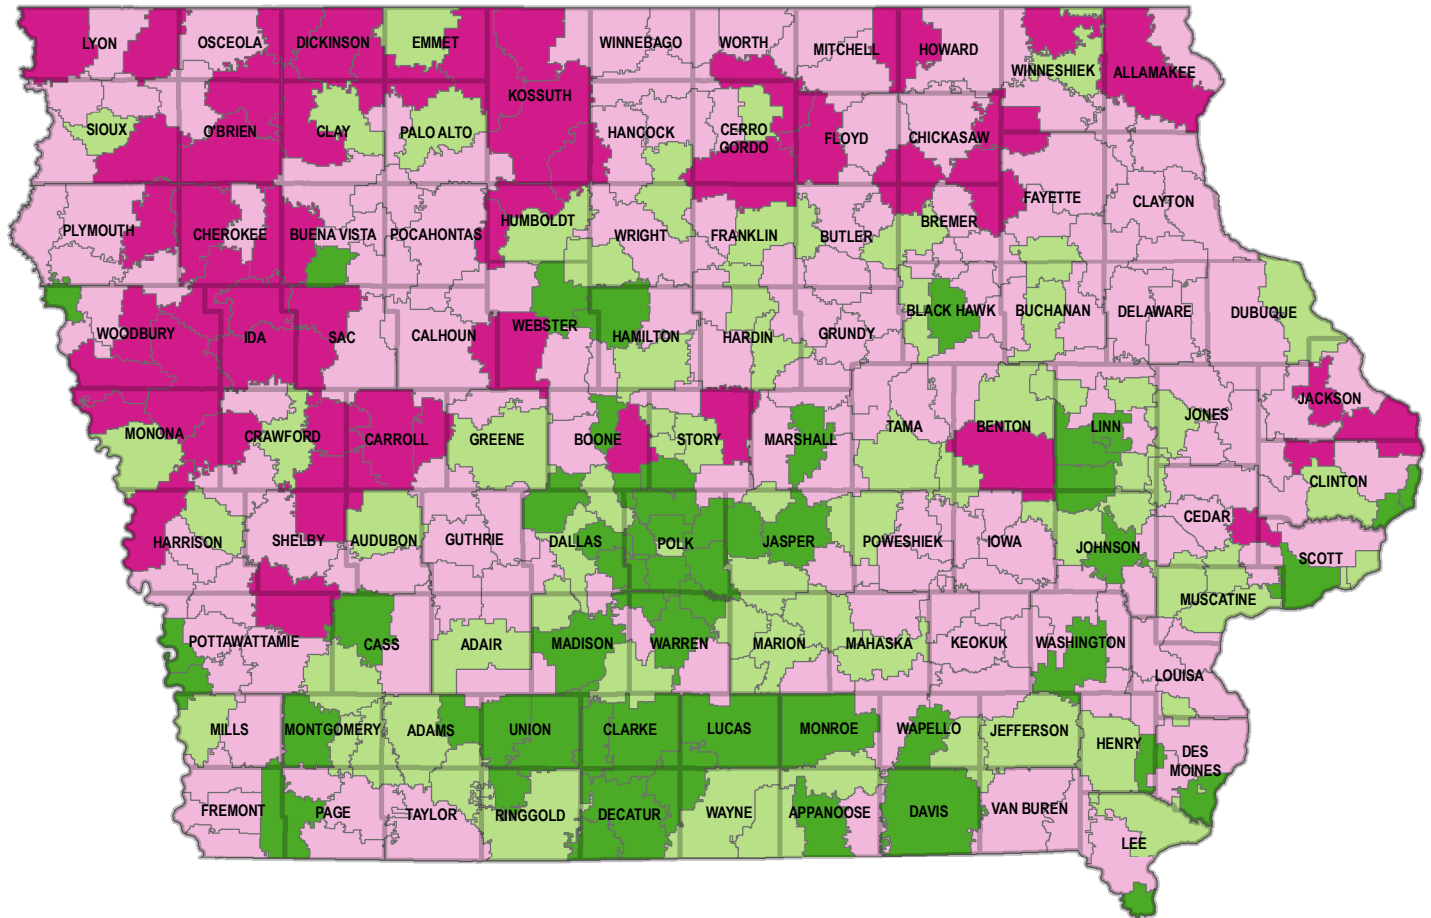 LYON
OSCEOLA
DICKINSON
EMMET
WINNEBAGO
WORTH
MITCHELL
HOWARD
WINNESHIEK
ALLAMAKEE
KOSSUTH
SIOUX
O'BRIEN
CLAY
PALO ALTO
HANCOCK
CERRO
GORDO
FLOYD
CHICKASAW
PLYMOUTH
CHEROKEE
BUENA VISTA
POCAHONTAS
HUMBOLDT
WRIGHT
FRANKLIN
BUTLER
BREMER
FAYETTE
CLAYTON
WOODBURY
IDA
SAC
CALHOUN
WEBSTER
HAMILTON
HARDIN
GRUNDY
BLACK HAWK
BUCHANAN
DELAWARE
DUBUQUE
MONONA
CRAWFORD
CARROLL
GREENE
BOONE
STORY
MARSHALL
TAMA
BENTON
LINN
JONES
JACKSON
CLINTON
HARRISON
SHELBY
AUDUBON
GUTHRIE
DALLAS
POLK
JASPER
POWESHIEK
IOWA
JOHNSON
CEDAR
SCOTT
MUSCATINE
POTTAWATTAMIE
CASS
ADAIR
MADISON
WARREN
MARION
MAHASKA
KEOKUK
WASHINGTON
LOUISA
MILLS
MONTGOMERY
ADAMS
UNION
CLARKE
LUCAS
MONROE
WAPELLO
JEFFERSON
HENRY
DES
MOINES
FREMONT
PAGE
TAYLOR
RINGGOLD
DECATUR
WAYNE
APPANOOSE
DAVIS
VAN BUREN
LEE